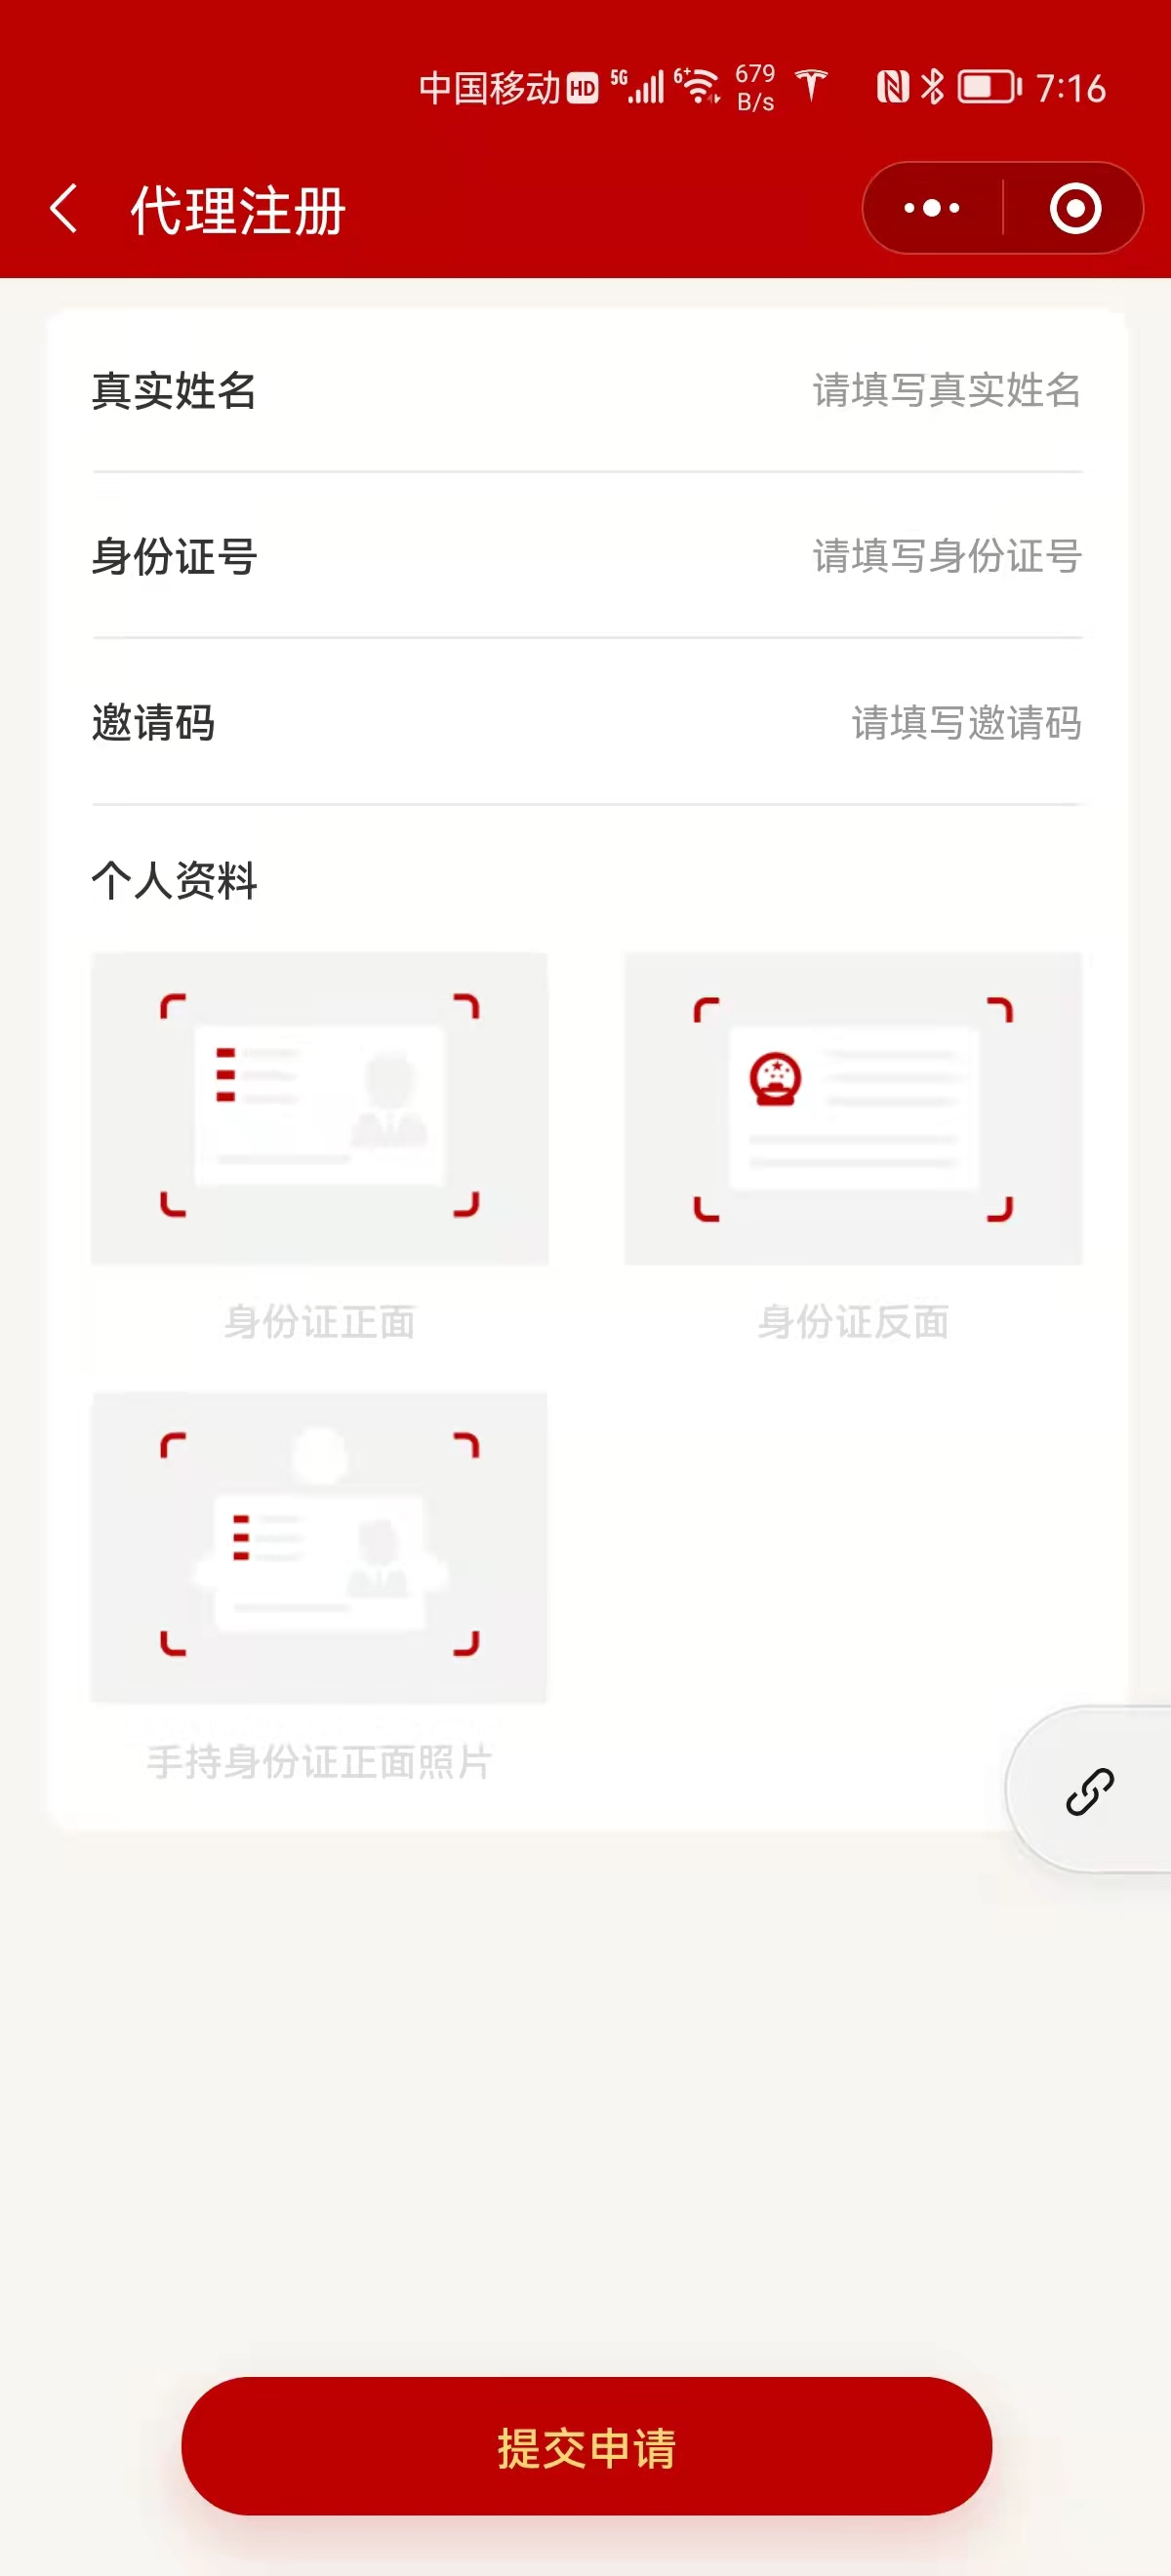 中国移动 HD 5G 6+ 679 B/s 7:16
代理注册
真实姓名 请填写真实姓名
身份证号 请填写身份证号
邀请码 请填写邀请码
个人资料
身份证正面 身份证反面
手持身份证正面照片
提交申请